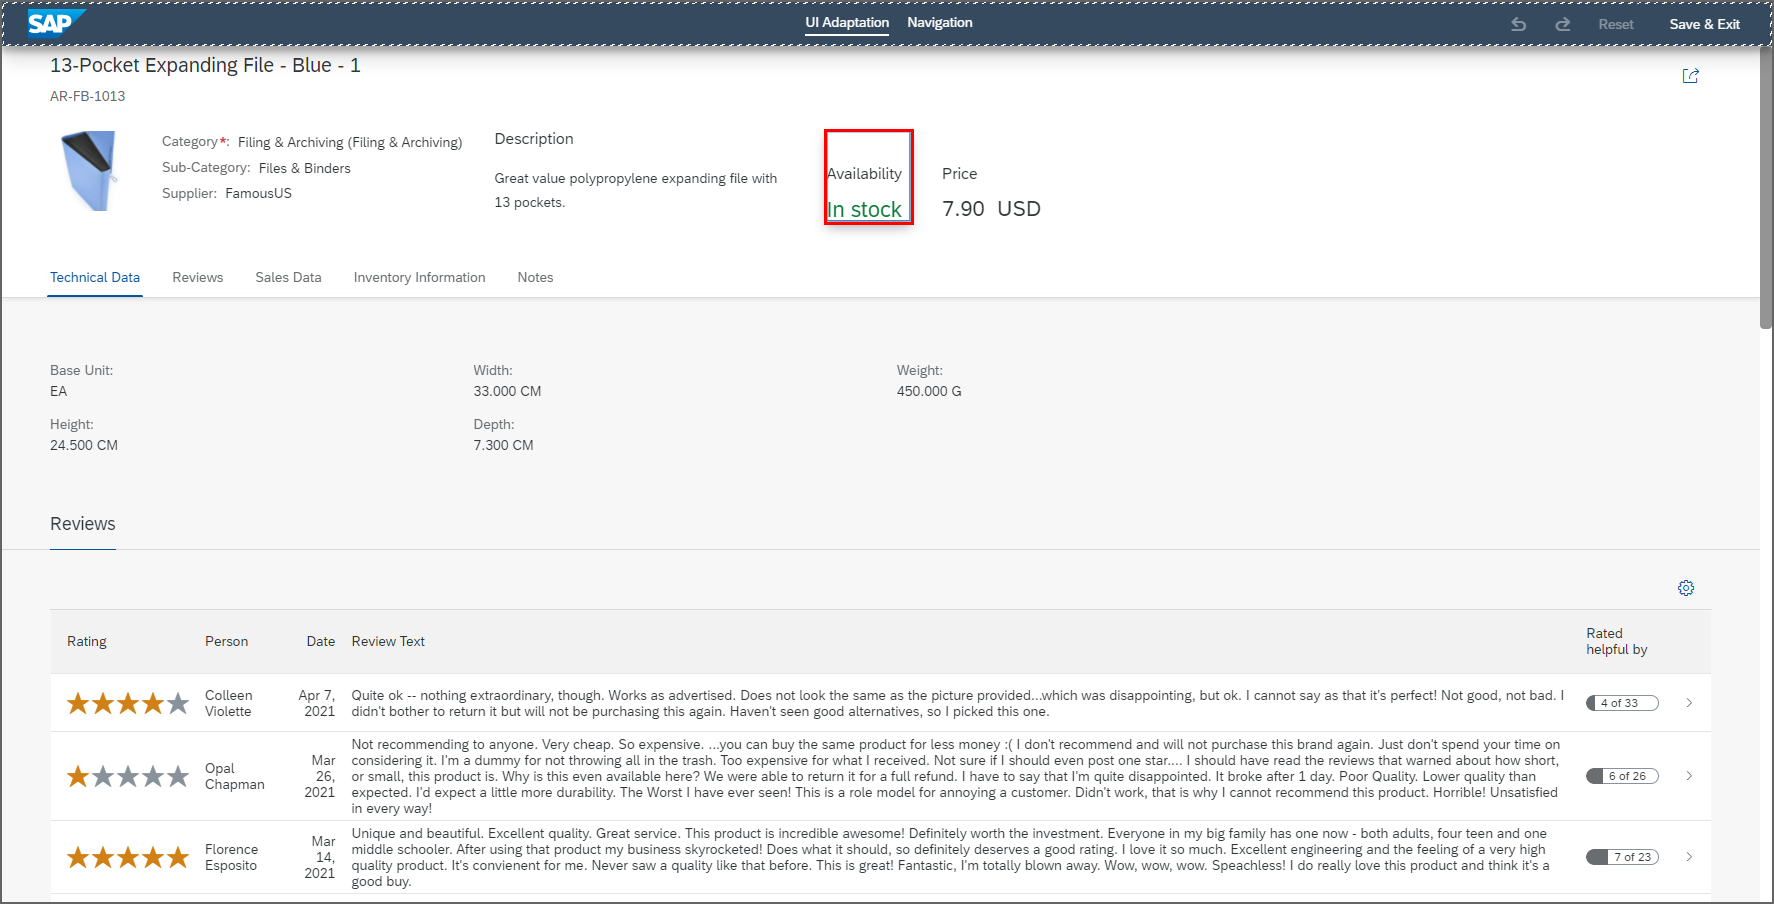 SAP
UI Adaptation
Navigation
Reset
Save & Exit
13-Pocket Expanding File - Blue - 1
AR-FB-1013
Category*: Filing & Archiving (Filing & Archiving)
Sub-Category: Files & Binders
Supplier: FamousUS
Description
Great value polypropylene expanding file with
13 pockets.
Availability
In stock
Price
7.90 USD
Technical Data
Reviews
Sales Data
Inventory Information
Notes
Base Unit:
EA
Width:
33.000 CM
Weight:
450.000 G
Height:
24.500 CM
Depth:
7.300 CM
Reviews
Rating
Person
Date
Review Text
Rated
helpful by
Colleen
Violette
Apr 7,
2021
Quite ok -- nothing extraordinary, though. Works as advertised. Does not look the same as the picture provided...which was disappointing, but ok. I cannot say as that it's perfect! Not good, not bad. I
didn't bother to return it but will not be purchasing this again. Haven't seen good alternatives, so I picked this one.
4 of 33
Opal
Chapman
Mar
26,
2021
Not recommending to anyone. Very cheap. So expensive. ...you can buy the same product for less money :( I don't recommend and will not purchase this brand again. Just don't spend your time on
considering it. I'm a dummy for not throwing all in the trash. Too expensive for what I received. Not sure if I should even post one star.... I should have read the reviews that warned about how short,
or small, this product is. Why is this even available here? We were able to return it for a full refund. I have to say that I'm quite disappointed. It broke after 1 day. Poor Quality. Lower quality than
expected. I'd expect a little more durability. The Worst I have ever seen! This is a role model for annoying a customer. Didn't work, that is why I cannot recommend this product. Horrible! Unsatisfied
in every way!
6 of 26
Florence
Esposito
Mar
14,
2021
Unique and beautiful. Excellent quality. Great service. This product is incredible awesome! Definitely worth the investment. Everyone in my big family has one now - both adults, four teen and one
middle schooler. After using that product my business skyrocketed! Does what it should, so definitely deserves a good rating. I love it so much. Excellent engineering and the feeling of a very high
quality product. It's convienent for me. Never saw a quality like that before. This is great! Fantastic, I'm totally blown away. Wow, wow, wow. Speachless! I do really love this product and think it's a
good buy.
7 of 23